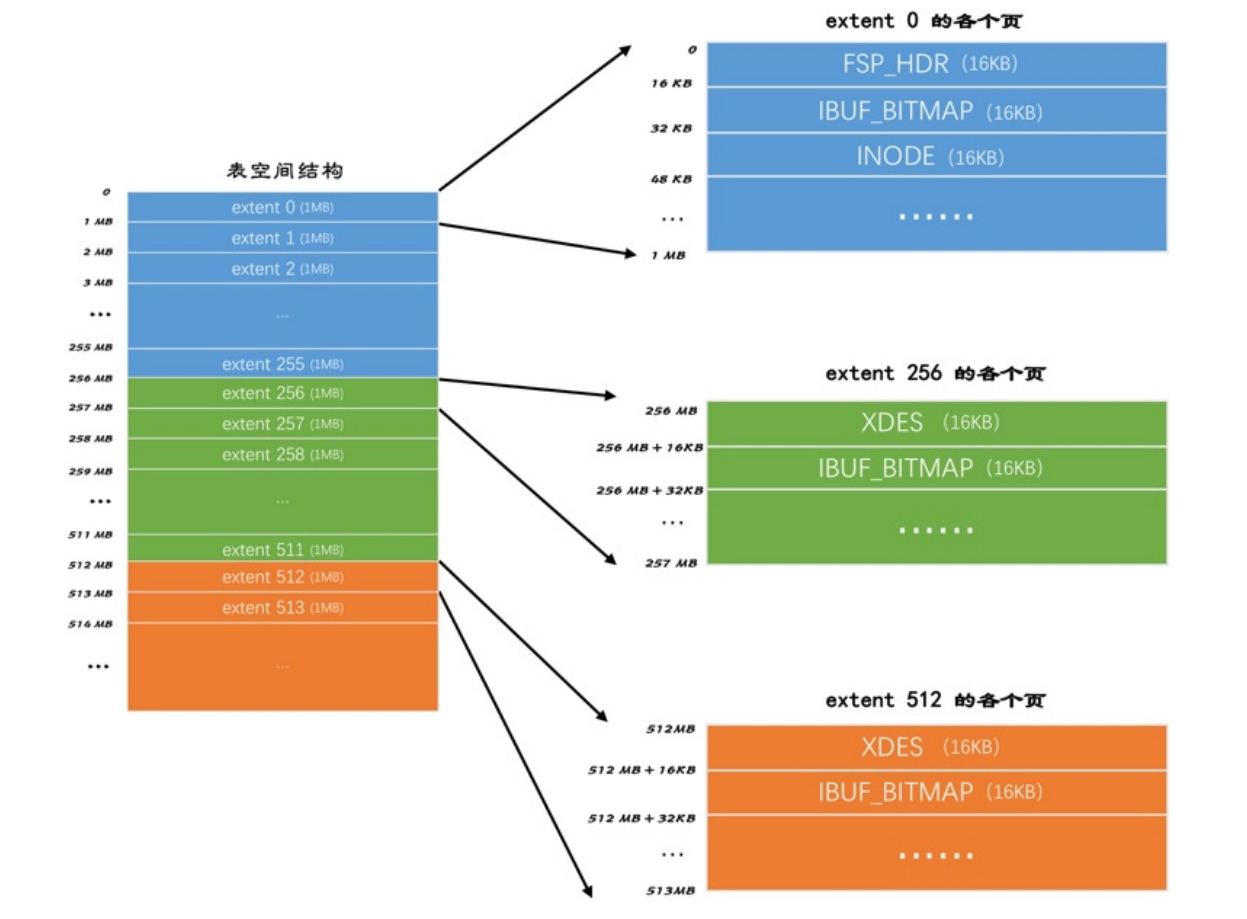 表空间结构
0
extent 0 (1MB)
1 MB
extent 1 (1MB)
2 MB
extent 2 (1MB)
3 MB
...
...
255 MB
extent 255 (1MB)
256 MB
extent 256 (1MB)
257 MB
extent 257 (1MB)
258 MB
extent 258 (1MB)
259 MB
...
...
511 MB
extent 511 (1MB)
512 MB
extent 512 (1MB)
513 MB
extent 513 (1MB)
514 MB
...
...
extent 0 的各个页
0
FSP_HDR (16KB)
16 KB
IBUF_BITMAP (16KB)
32 KB
INODE (16KB)
48 KB
...
......
1 MB
extent 256 的各个页
256 MB
XDES (16KB)
256 MB + 16KB
IBUF_BITMAP (16KB)
256 MB + 32KB
...
......
257 MB
extent 512 的各个页
512MB
XDES (16KB)
512 MB + 16KB
IBUF_BITMAP (16KB)
512 MB + 32KB
...
......
513MB